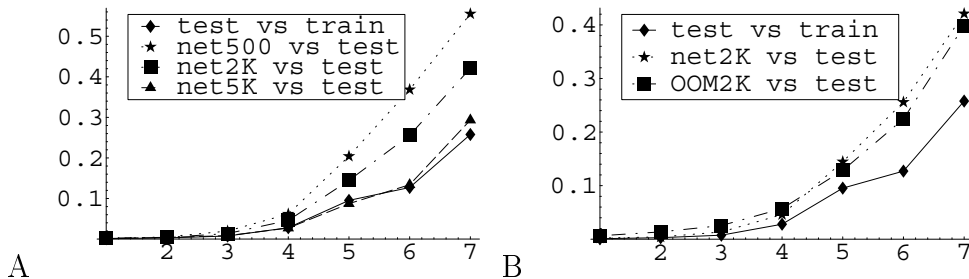 test vs train
net500 vs test
net2K vs test
net5K vs test
0.5
0.4
0.3
0.2
0.1
2 3 4 5 6 7
A
test vs train
net2K vs test
OOM2K vs test
0.4
0.3
0.2
0.1
2 3 4 5 6 7
B